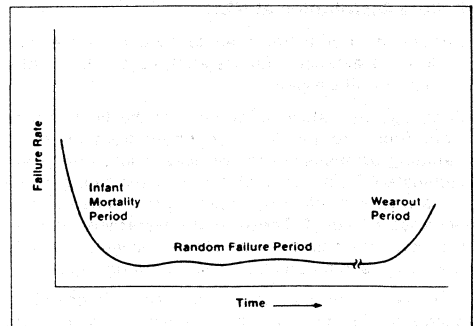 Failure Rate
Infant
Mortality
Period
Random Failure Period
Wearout
Period
Time